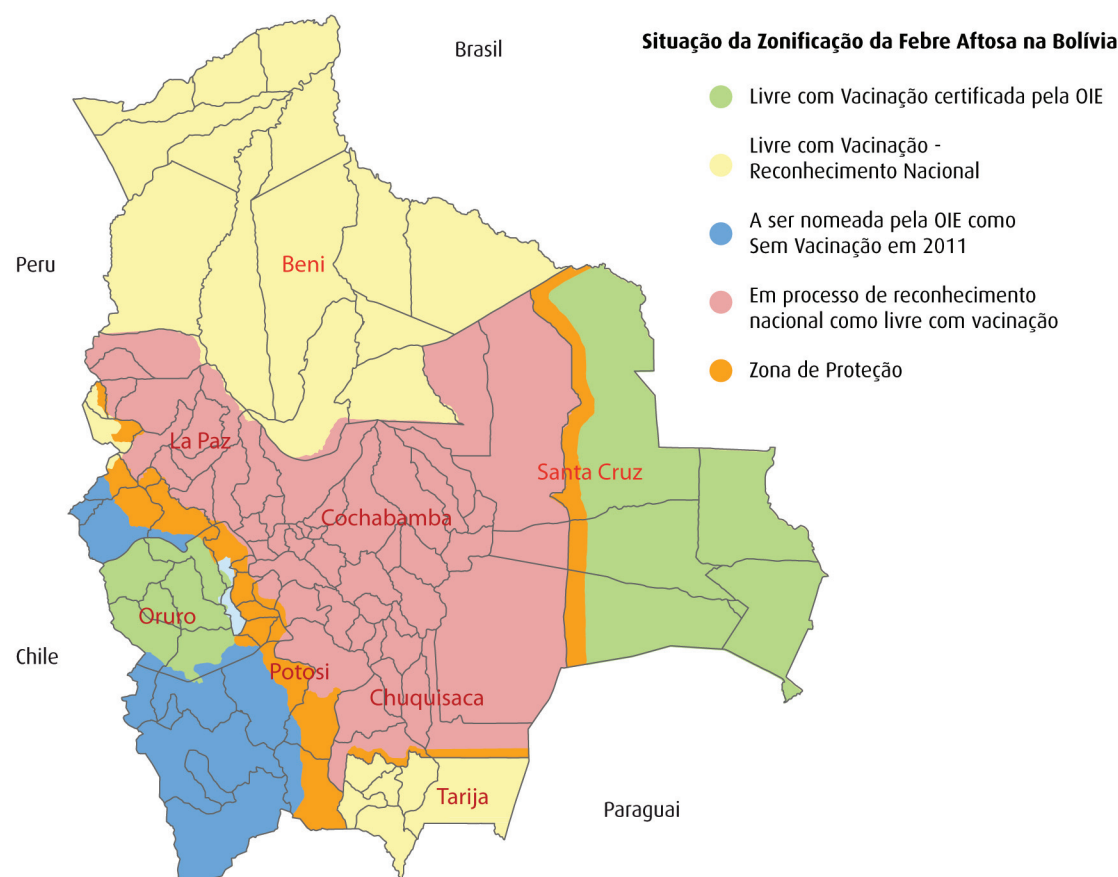 Situação da Zonificação da Febre Aftosa na Bolívia
Livre com Vacinação certificada pela OIE
Livre com Vacinação -
Reconhecimento Nacional
A ser nomeada pela OIE como
Sem Vacinação em 2011
Em processo de reconhecimento
nacional como livre com vacinação
Zona de Proteção
Brasil
Peru
Beni
La Paz
Santa Cruz
Cochabamba
Oruro
Chile
Potosi
Chuquisaca
Tarija
Paraguai